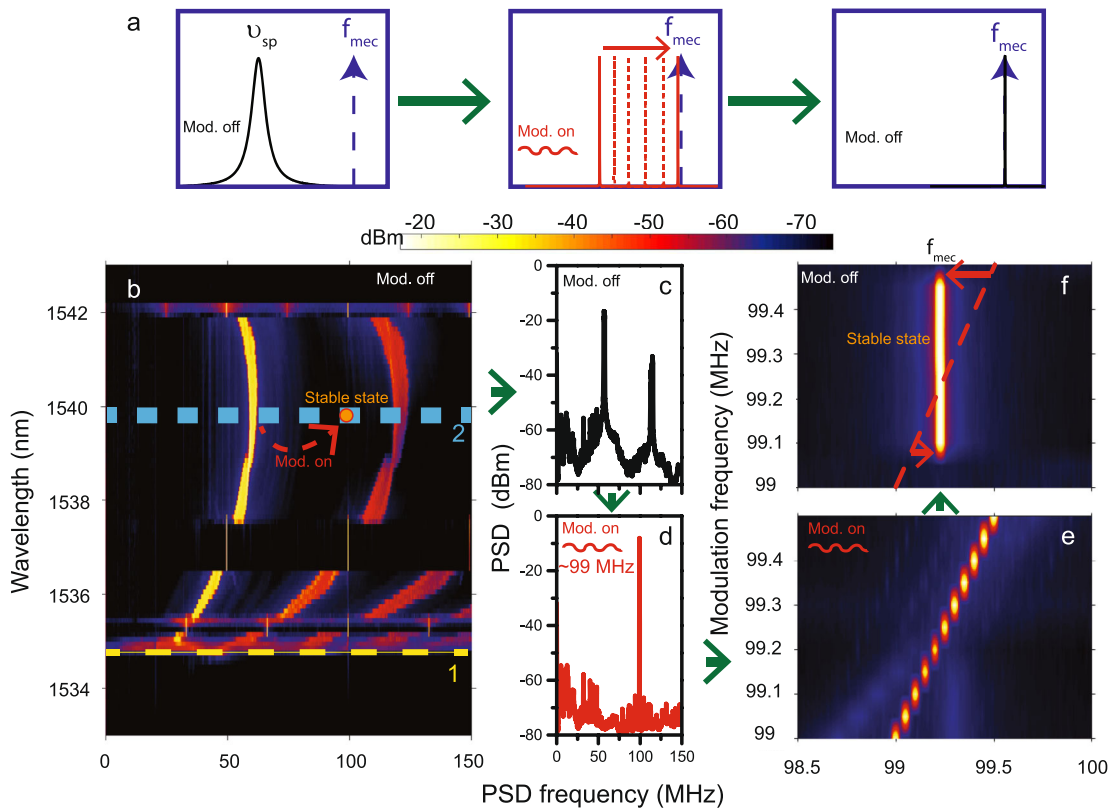 a
υsp
fmec
Mod. off
fmec
Mod. on
fmec
Mod. off
dBm
-20 -30 -40 -50 -60 -70
b
Mod. off
Stable state
Mod. on
2
1
1542
1540
1538
1536
1534
Wavelength (nm)
0 50 100 150
c
Mod. off
0
-20
-40
-60
-80
PSD (dBm)
d
Mod. on
~99 MHz
0
-20
-40
-60
-80
0 50 100 150
PSD frequency (MHz)
fmec
f
Mod. off
Stable state
99.4
99.3
99.2
99.1
99
Modulation frequency (MHz)
e
Mod. on
99.4
99.3
99.2
99.1
99
98.5 99 99.5 100